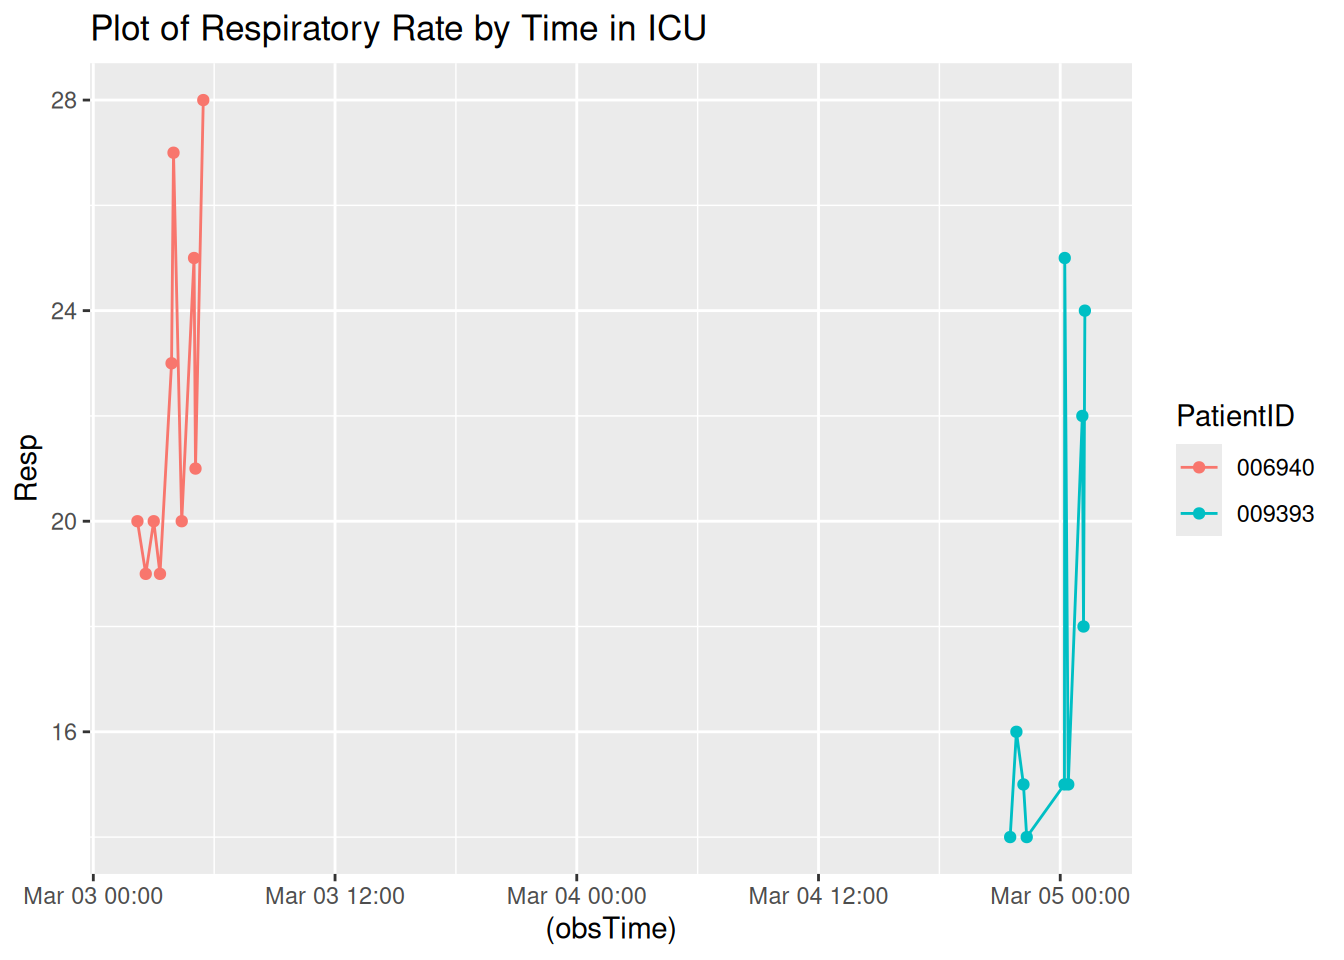 Plot of Respiratory Rate by Time in ICU
28
24
20
16
Resp
Mar 03 00:00
Mar 03 12:00
Mar 04 00:00
Mar 04 12:00
Mar 05 00:00
(obsTime)
PatientID
006940
009393